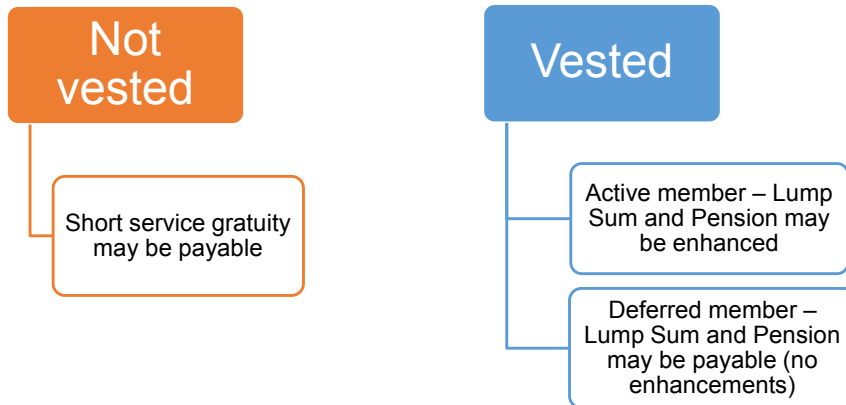 Not
vested
Short service gratuity
may be payable
Vested
Active member – Lump
Sum and Pension may
be enhanced
Deferred member –
Lump Sum and Pension
may be payable (no
enhancements)